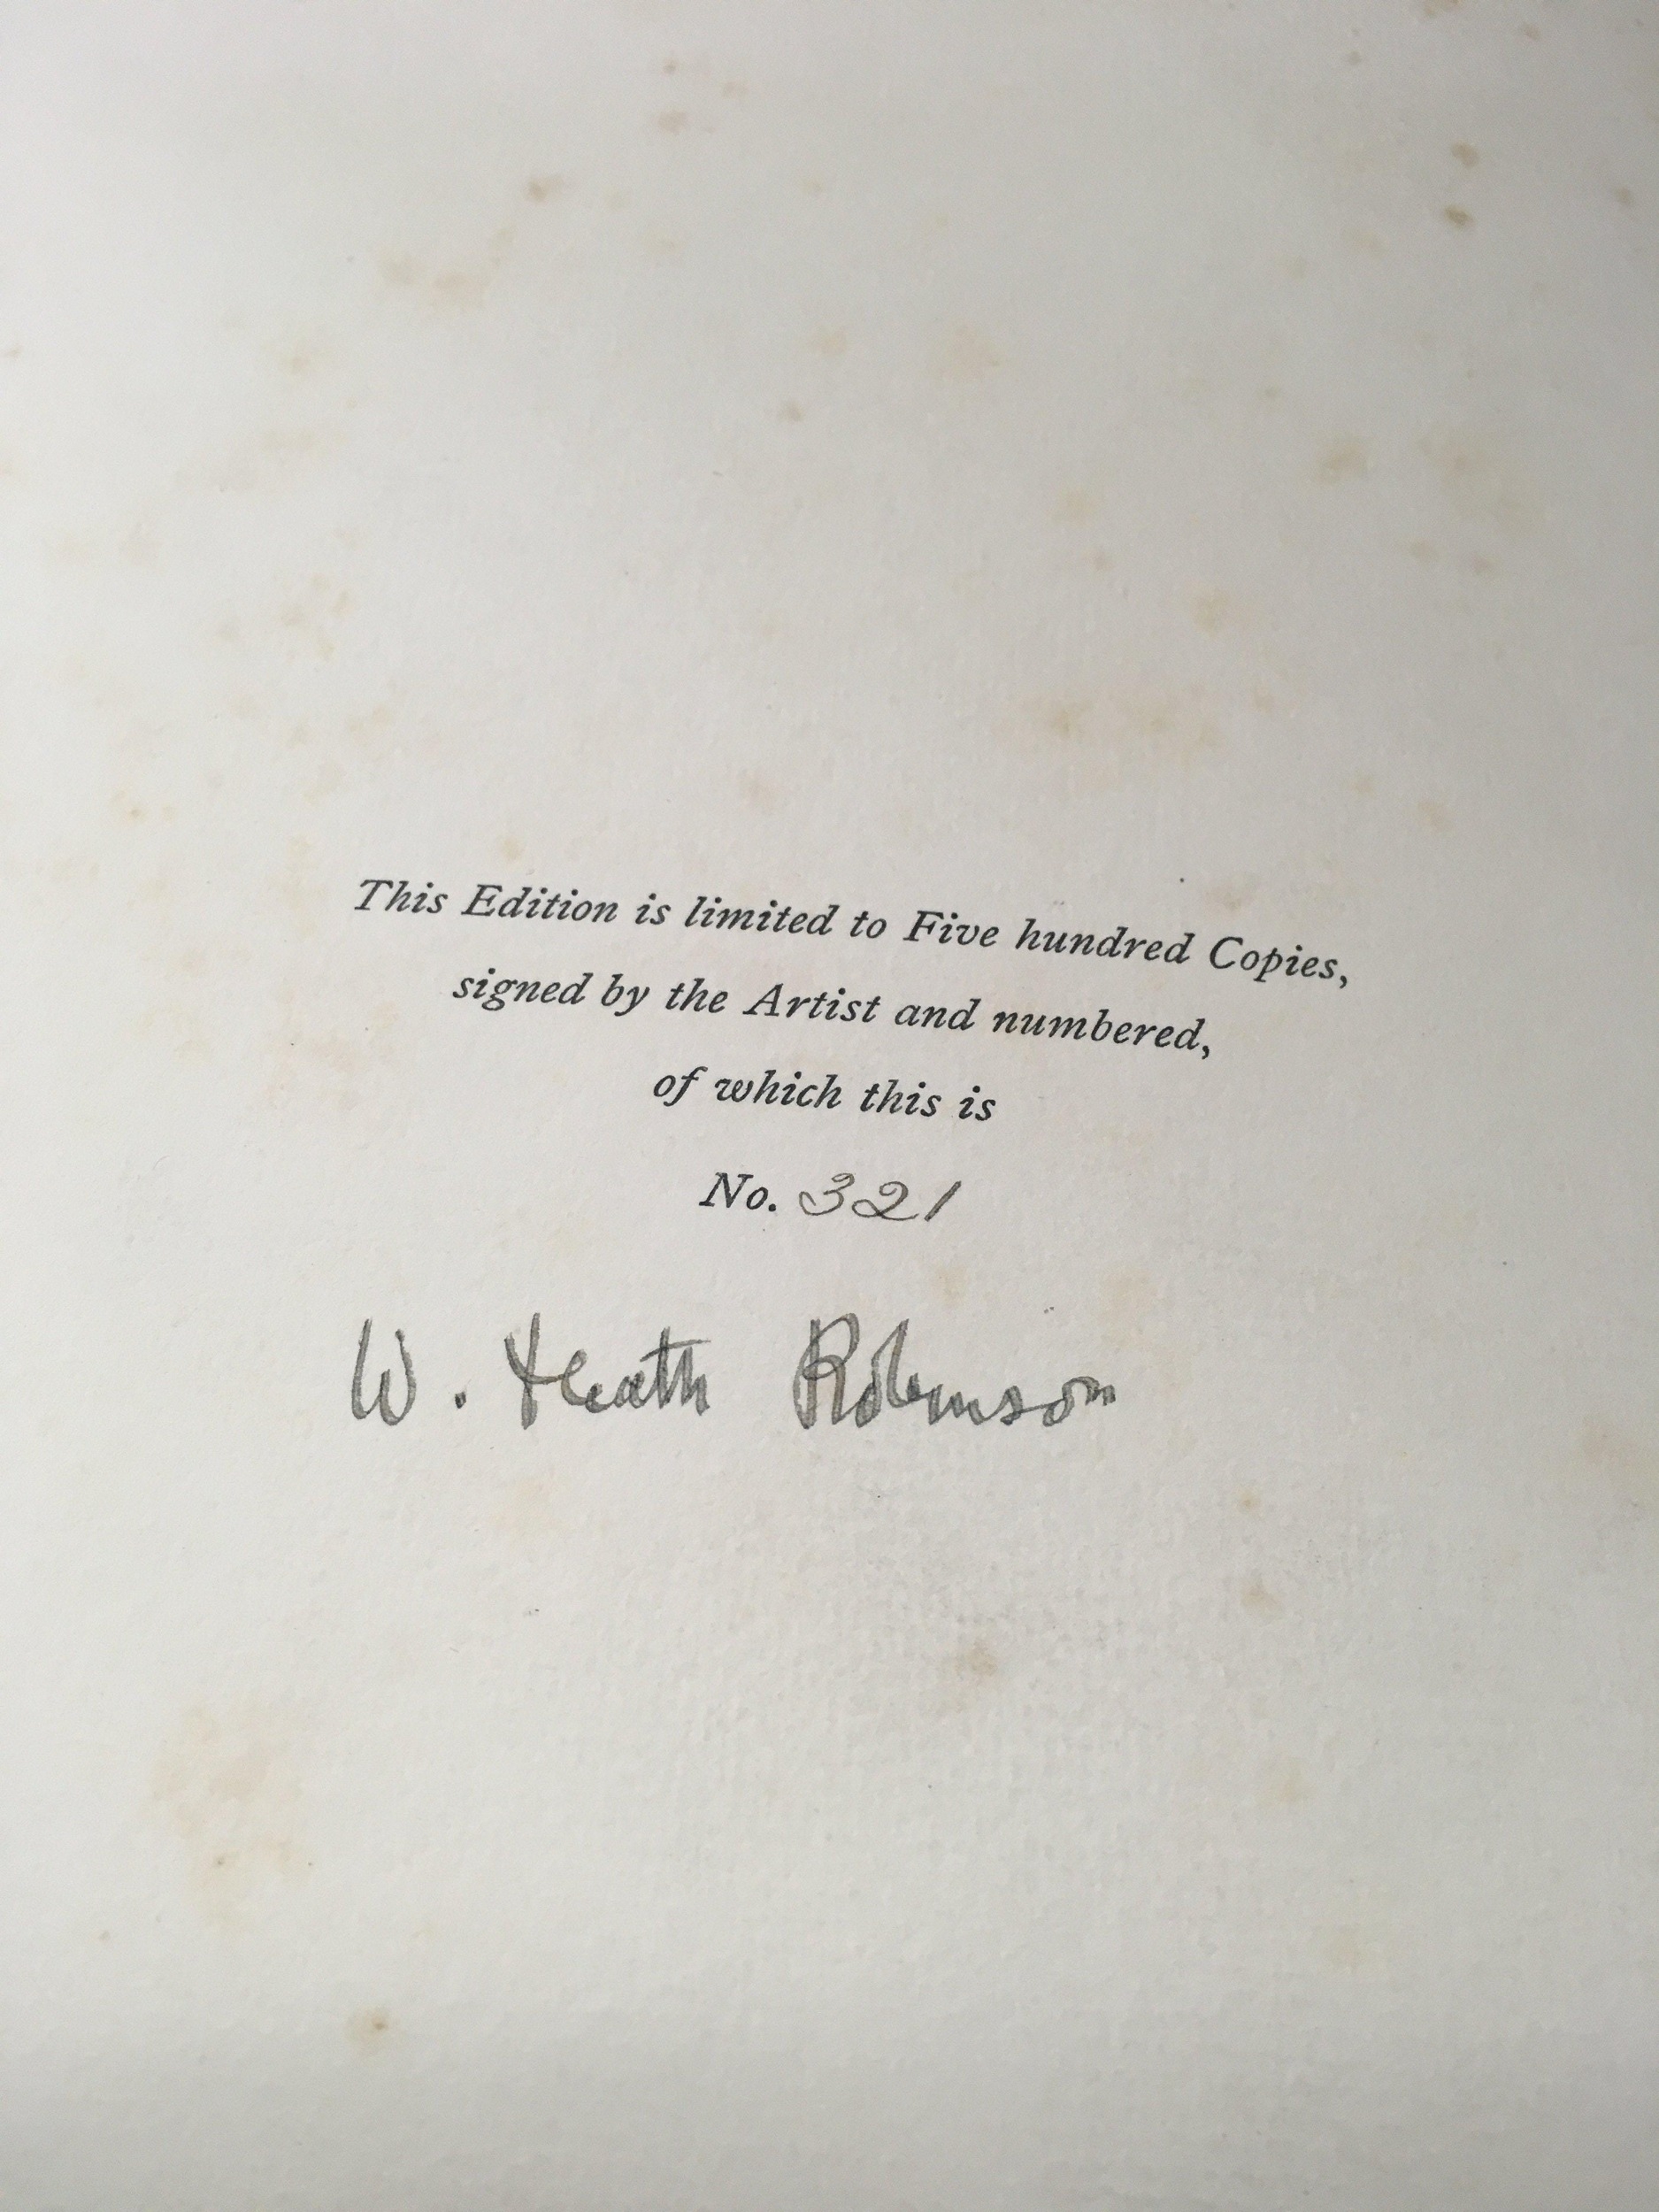 This Edition is limited to Five hundred Copies,
signed by the Artist and numbered,
of which this is
No. 321
W. Heath Robinson